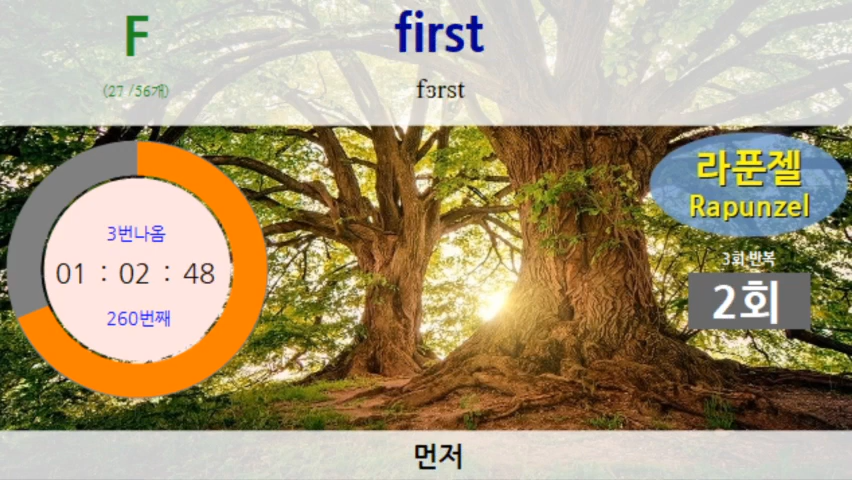 F
first
(27 /56개)
fɜrst
라푼젤
Rapunzel
3번나옴
01 : 02 : 48
260번째
3회 반복
2회
먼저